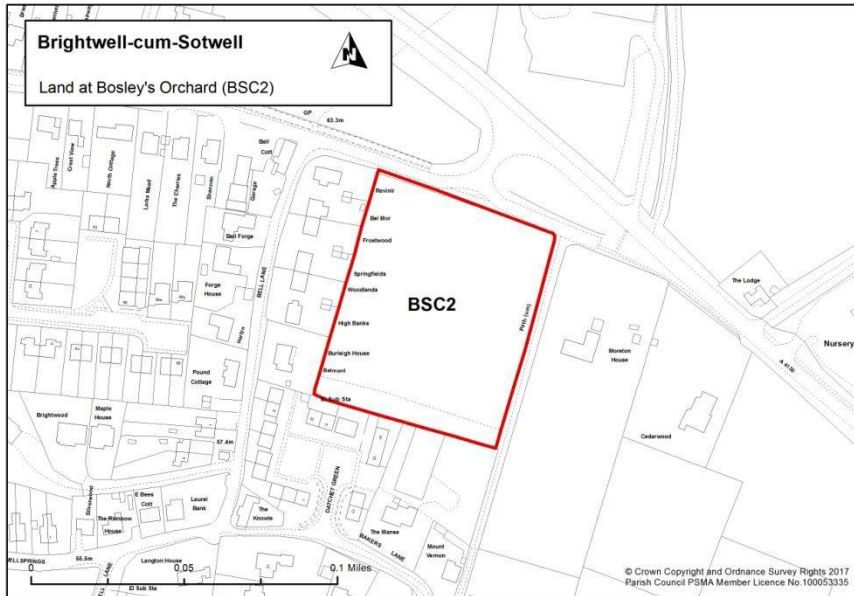 Brightwell-cum-Sotwell
N
Land at Bosley's Orchard (BSC2)
GP
63.3m
Bell
Cott
Apple Trees
Crest View
North Cottage
Larks Mead
The Cherries
Shannon
Garage
Bell Forge
Forge
House
BELL LANE
Harlyn
Pound
Cottage
Revinir
Bel Mor
Frostwood
Springfields
Woodlands
High Banks
Burleigh House
Belmont
El Sub Sta
BSC2
Path (um)
The Lodge
Nursery
Moreton
House
A 4130
Cedarwood
Brightwood
Maple
House
57.4m
DATCHET GREEN
Silverwood
E Bees
Cott
Laurel
Bank
The Rainbow
House
The
Knowle
The Manse
BAKERS LANE
Mount
Vernon
ELLSPRINGS
55.5m
Langton House
El Sub Sta
0
0.05
0.1 Miles
© Crown Copyright and Ordnance Survey Rights 2017
Parish Council PSMA Member Licence No.100053335